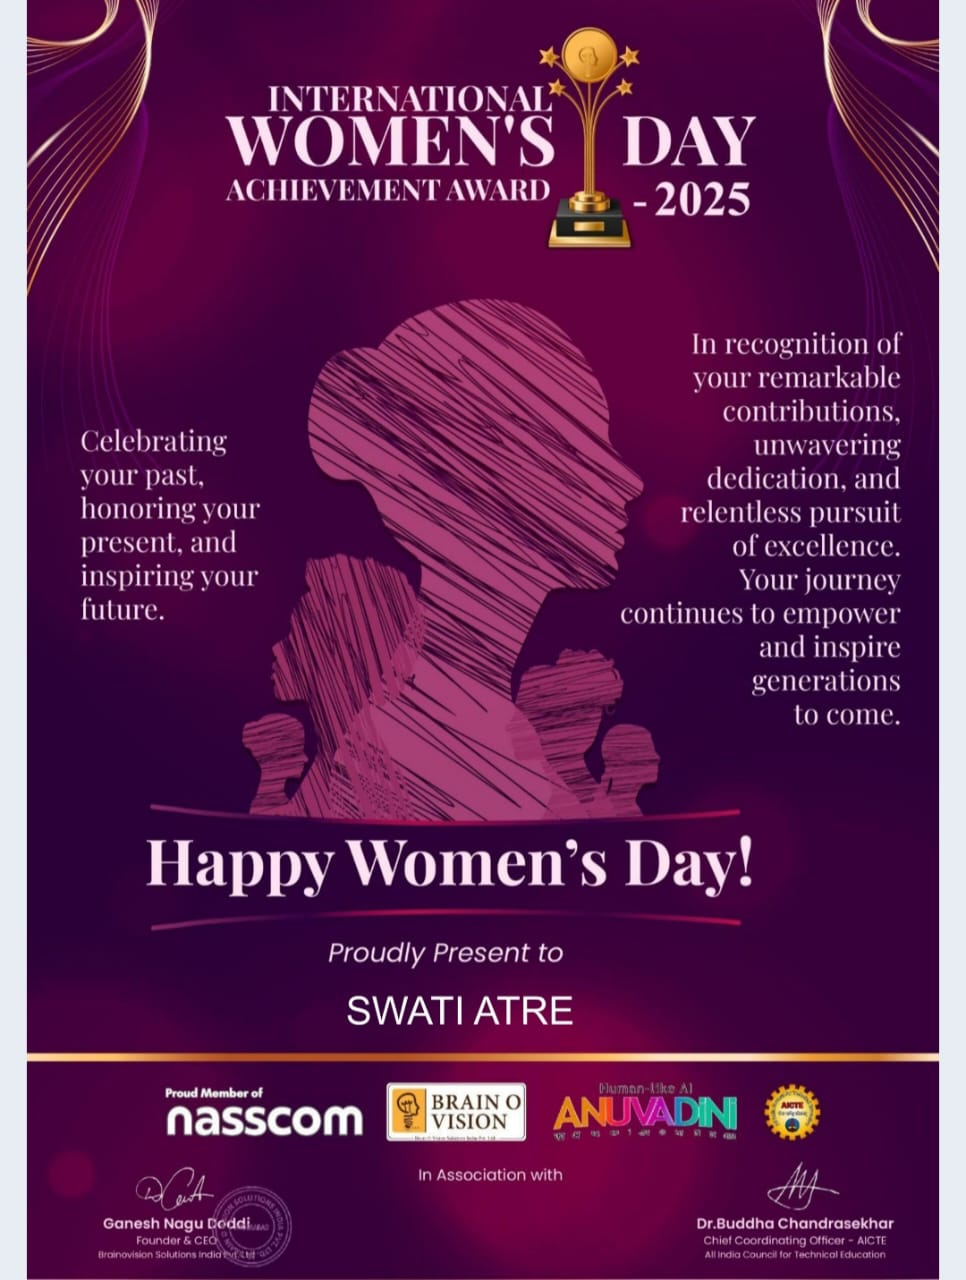 INTERNATIONAL
WOMEN'S DAY
ACHIEVEMENT AWARD - 2025
Celebrating
your past,
honoring your
present, and
inspiring your
future.
In recognition of
your remarkable
contributions,
unwavering
dedication, and
relentless pursuit
of excellence.
Your journey
continues to empower
and inspire
generations
to come.
Happy Women’s Day!
Proudly Present to
SWATI ATRE
Proud Member of
nasscom
BRAIN O
VISION
Human-like AI
ANUVADINI
AICTE
In Association with
Ganesh Nagu Doddi
Founder & CEO
Brainovision Solutions India Pvt. Ltd
Dr.Buddha Chandrasekhar
Chief Coordinating Officer - AICTE
All India Council for Technical Education